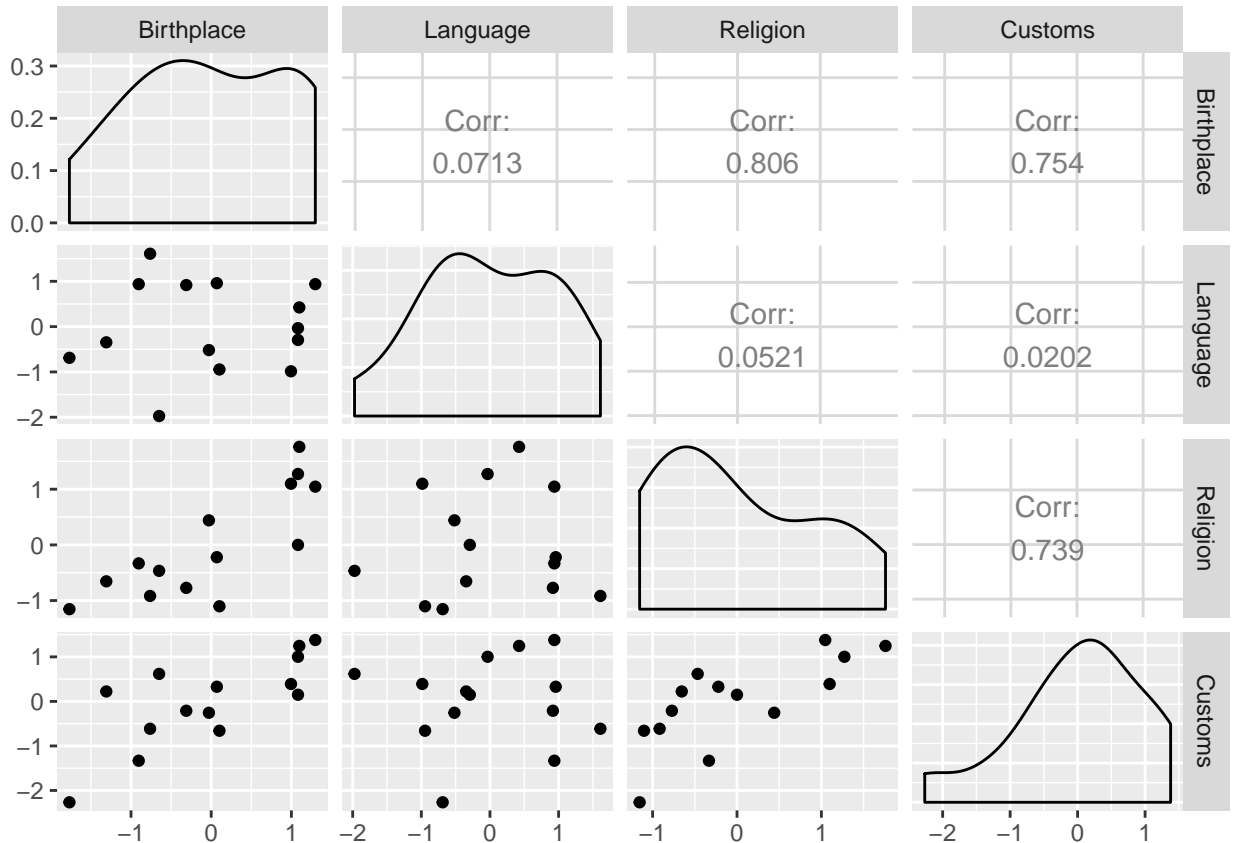 Birthplace Language Religion Customs
0.3
0.2
0.1
0.0
Corr:
0.0713
Corr:
0.806
Corr:
0.754
Birthplace
1
0
−1
−2
Corr:
0.0521
Corr:
0.0202
Language
1
0
−1
Corr:
0.739
Religion
1
0
−1
−2
Customs
−1 0 1 −2 −1 0 1 −1 0 1 −2 −1 0 1